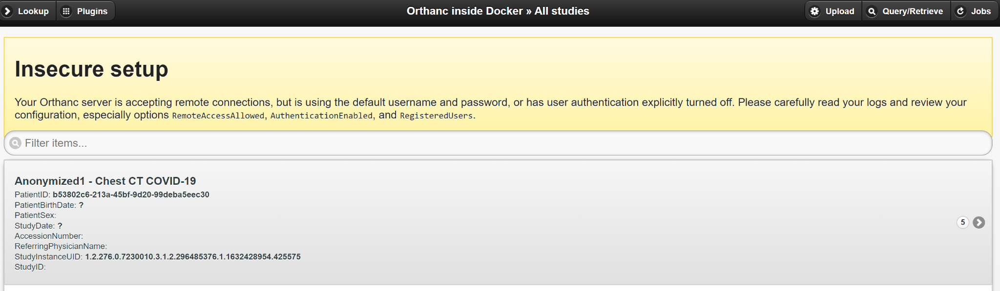 Lookup
Plugins
Orthanc inside Docker » All studies
Upload
Query/Retrieve
Jobs
Insecure setup
Your Orthanc server is accepting remote connections, but is using the default username and password, or has user authentication explicitly turned off. Please carefully read your logs and review your
configuration, especially options RemoteAccessAllowed, AuthenticationEnabled, and RegisteredUsers.
Filter items...
Anonymized1 - Chest CT COVID-19
PatientID: b53802c6-213a-45bf-9d20-99deba5eec30
PatientBirthDate: ?
PatientSex:
StudyDate: ?
5
AccessionNumber:
ReferringPhysicianName:
StudyInstanceUID: 1.2.276.0.7230010.3.1.2.296485376.1.1632428954.425575
StudyID: